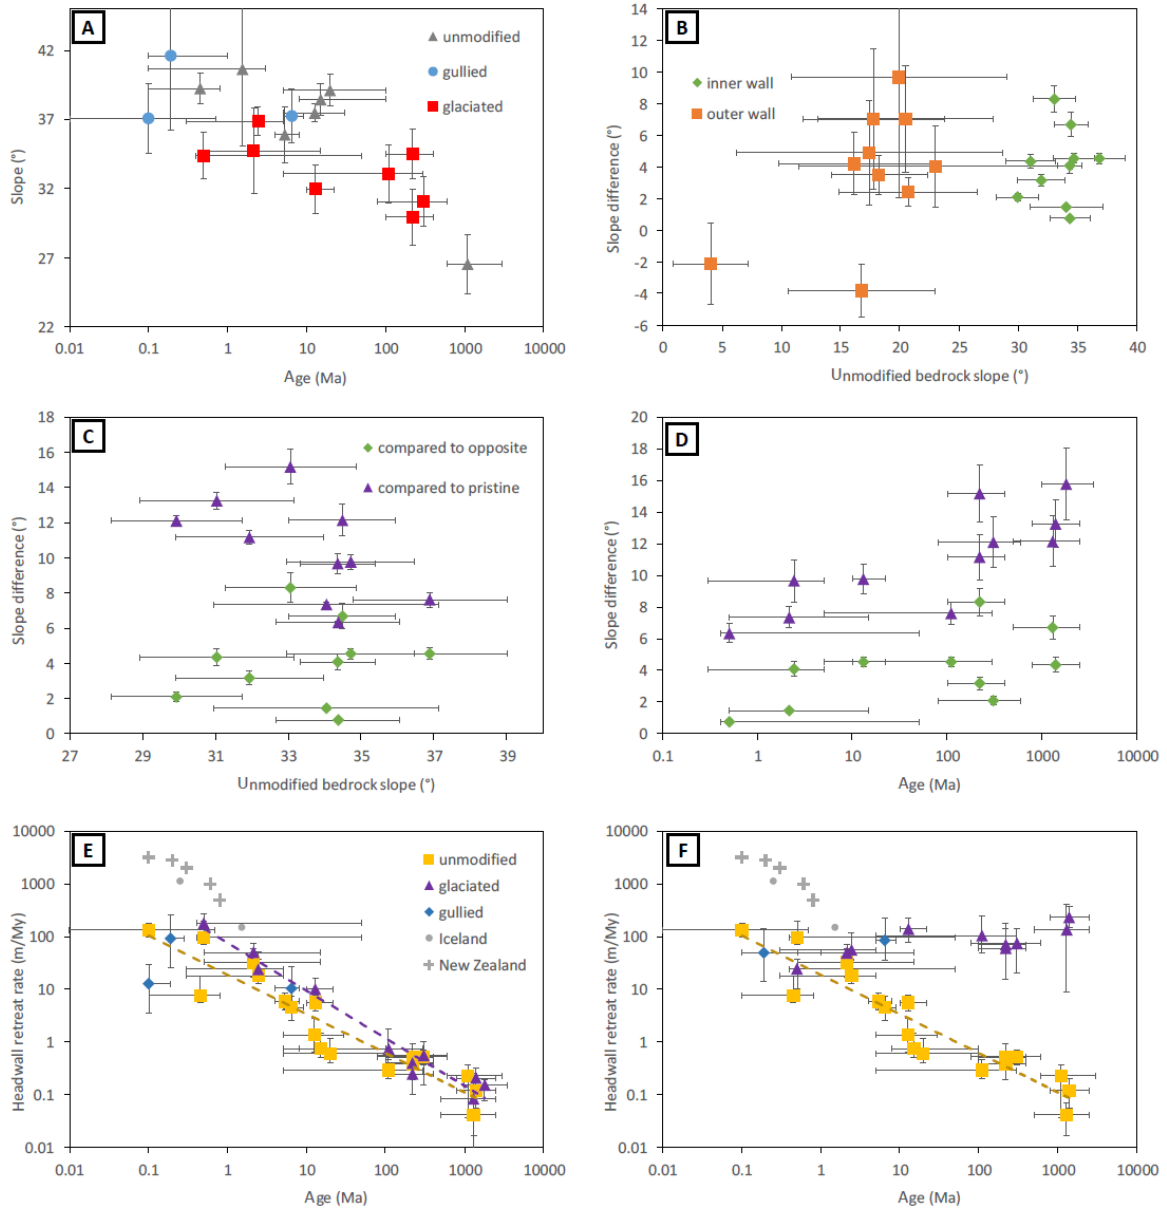 A
42
37
32
27
22
Slope (°)
unmodified
gullied
glaciated
0.01 0.1 1 10 100 1000 10000
Age (Ma)
B
14
12
10
8
6
4
2
0
-2
-4
-6
Slope difference (°)
inner wall
outer wall
0 5 10 15 20 25 30 35 40
Unmodified bedrock slope (°)
C
18
16
14
12
10
8
6
4
2
0
Slope difference (°)
compared to opposite
compared to pristine
27 29 31 33 35 37 39
Unmodified bedrock slope (°)
D
20
18
16
14
12
10
8
6
4
2
0
Slope difference (°)
0.1 1 10 100 1000 10000
Age (Ma)
E
10000
1000
100
10
1
0.1
0.01
Headwall retreat rate (m/My)
unmodified
glaciated
gullied
Iceland
New Zealand
0.01 0.1 1 10 100 1000 10000
Age (Ma)
F
10000
1000
100
10
1
0.1
0.01
Headwall retreat rate (m/My)
0.01 0.1 1 10 100 1000 10000
Age (Ma)